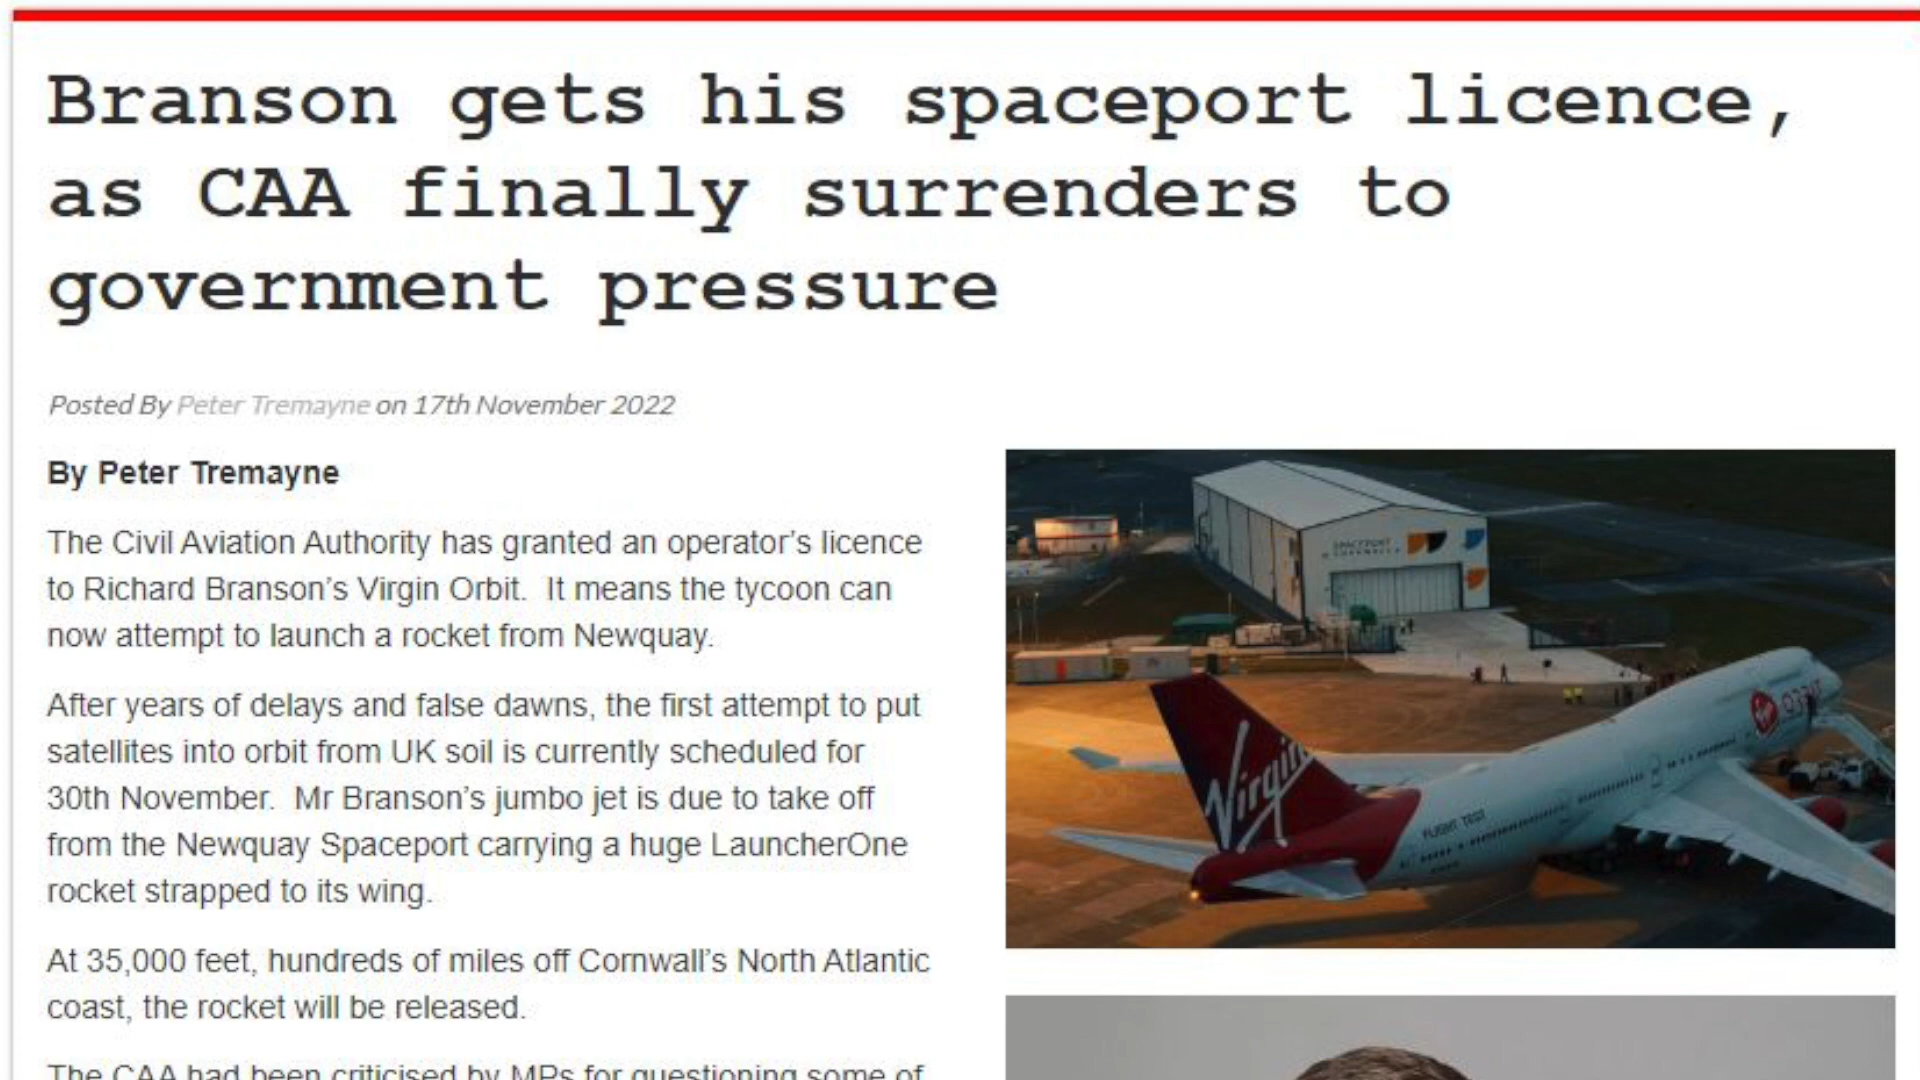 Branson gets his spaceport licence,
as CAA finally surrenders to
government pressure
Posted By Peter Tremayne on 17th November 2022
By Peter Tremayne
The Civil Aviation Authority has granted an operator’s licence
to Richard Branson’s Virgin Orbit.  It means the tycoon can
now attempt to launch a rocket from Newquay.
After years of delays and false dawns, the first attempt to put
satellites into orbit from UK soil is currently scheduled for
30th November.  Mr Branson’s jumbo jet is due to take off
from the Newquay Spaceport carrying a huge LauncherOne
rocket strapped to its wing.
At 35,000 feet, hundreds of miles off Cornwall’s North Atlantic
coast, the rocket will be released.
The CAA had been criticised by MPs for questioning some of
SPACEPORT
CORNWALL
ORBIT
Virgin
FLIGHT TEST